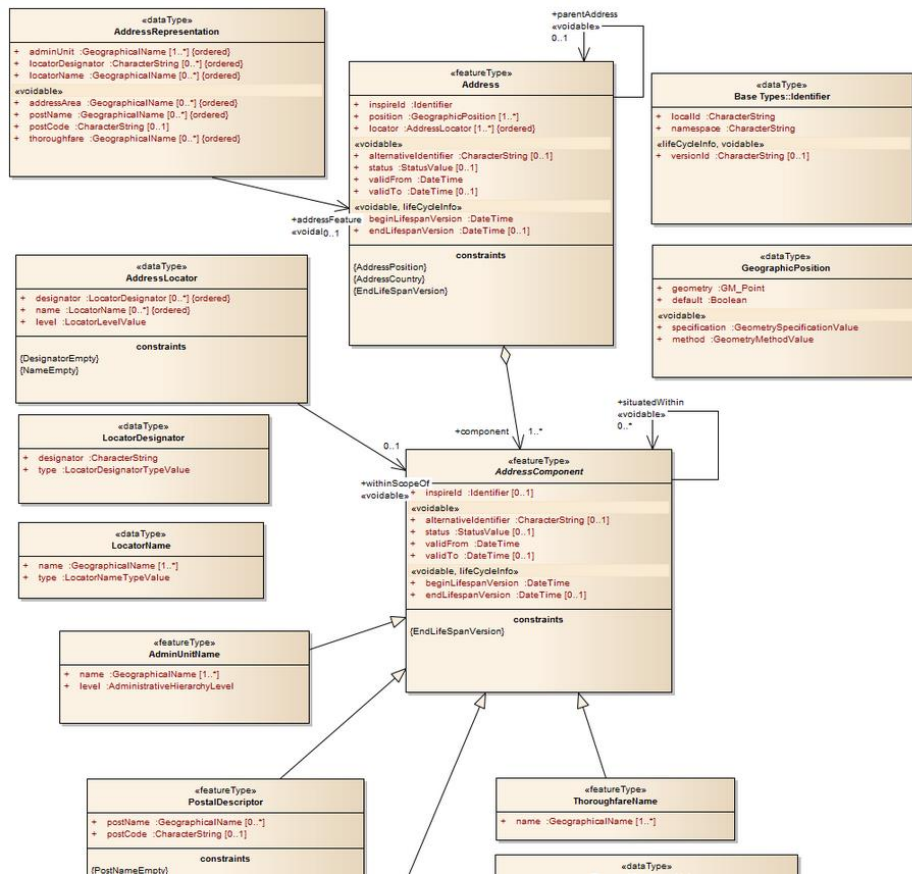 «dataType»
AddressRepresentation
+ adminUnit :GeographicalName [1..*] {ordered}
+ locatorDesignator :CharacterString [0..*] {ordered}
+ locatorName :GeographicalName [0..*] {ordered}
«voidable»
+ addressArea :GeographicalName [0..*] {ordered}
+ postName :GeographicalName [0..*] {ordered}
+ postCode :CharacterString [0..1]
+ thoroughfare :GeographicalName [0..*] {ordered}
+parentAddress
«voidable»
0..1
«featureType»
Address
+ inspireId :Identifier
+ position :GeographicPosition [1..*]
+ locator :AddressLocator [1..*] {ordered}
«voidable»
+ alternativeIdentifier :CharacterString [0..1]
+ status :StatusValue [0..1]
+ validFrom :DateTime
+ validTo :DateTime [0..1]
«voidable, lifeCycleInfo»
beginLifespanVersion :DateTime
+ endLifespanVersion :DateTime [0..1]
constraints
{AddressPosition}
{AddressCountry}
{EndLifeSpanVersion}
+addressFeature
0..1
«dataType»
Base Types::Identifier
+ localId :CharacterString
+ namespace :CharacterString
«lifeCycleInfo, voidable»
+ versionId :CharacterString [0..1]
«dataType»
GeographicPosition
+ geometry :GM_Point
+ default :Boolean
«voidable»
+ specification :GeometrySpecificationValue
+ method :GeometryMethodValue
«dataType»
AddressLocator
+ designator :LocatorDesignator [0..*] {ordered}
+ name :LocatorName [0..*] {ordered}
+ level :LocatorLevelValue
constraints
{DesignatorEmpty}
{NameEmpty}
«dataType»
LocatorDesignator
+ designator :CharacterString
+ type :LocatorDesignatorTypeValue
«dataType»
LocatorName
+ name :GeographicalName [1..*]
+ type :LocatorNameTypeValue
+component 1..*
+situatedWithin
«voidable»
0..*
0..1
+withinScopeOf
«voidable»
«featureType»
AddressComponent
+ inspireId :Identifier [0..1]
«voidable»
+ alternativeIdentifier :CharacterString [0..1]
+ status :StatusValue [0..1]
+ validFrom :DateTime
+ validTo :DateTime [0..1]
«voidable, lifeCycleInfo»
+ beginLifespanVersion :DateTime
+ endLifespanVersion :DateTime [0..1]
constraints
{EndLifeSpanVersion}
«featureType»
AdminUnitName
+ name :GeographicalName [1..*]
+ level :AdministrativeHierarchyLevel
«featureType»
PostalDescriptor
+ postName :GeographicalName [0..*]
+ postCode :CharacterString [0..1]
constraints
{PostNameEmpty}
«featureType»
ThoroughfareName
+ name :GeographicalName [1..*]
«dataType»